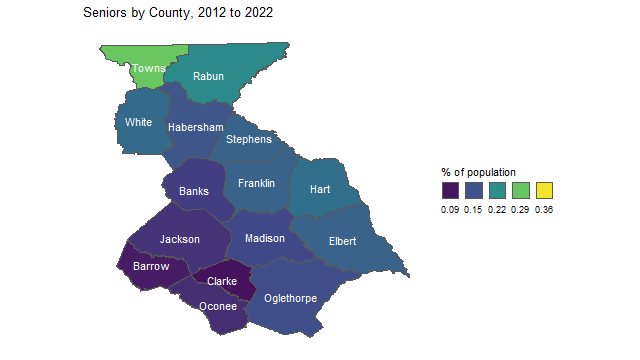 Seniors by County, 2012 to 2022
Towns
Rabun
White
Habersham
Stephens
Banks
Franklin
Hart
Jackson
Madison
Elbert
Barrow
Clarke
Oconee
Oglethorpe
% of population
0.09 0.15 0.22 0.29 0.36